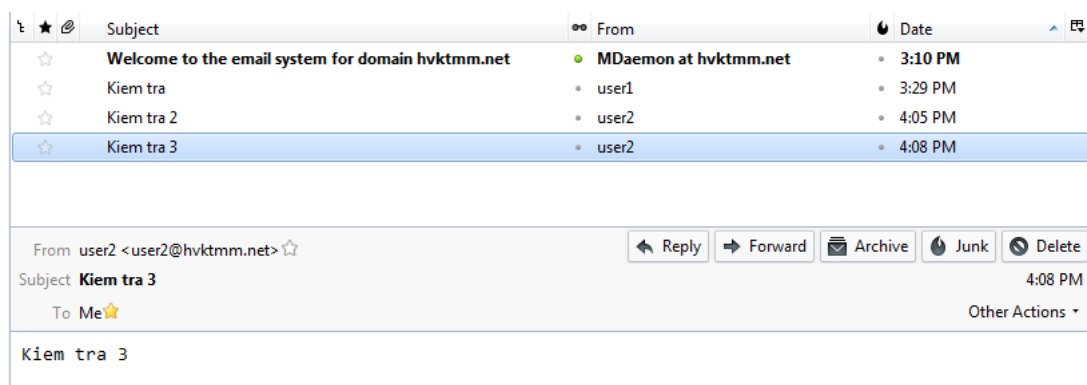 Subject From Date
Welcome to the email system for domain hvktmm.net MDaemon at hvktmm.net 3:10 PM
Kiem tra user1 3:29 PM
Kiem tra 2 user2 4:05 PM
Kiem tra 3 user2 4:08 PM
From user2 <user2@hvktmm.net> Reply Forward Archive Junk Delete
Subject Kiem tra 3 4:08 PM
To Me Other Actions
Kiem tra 3